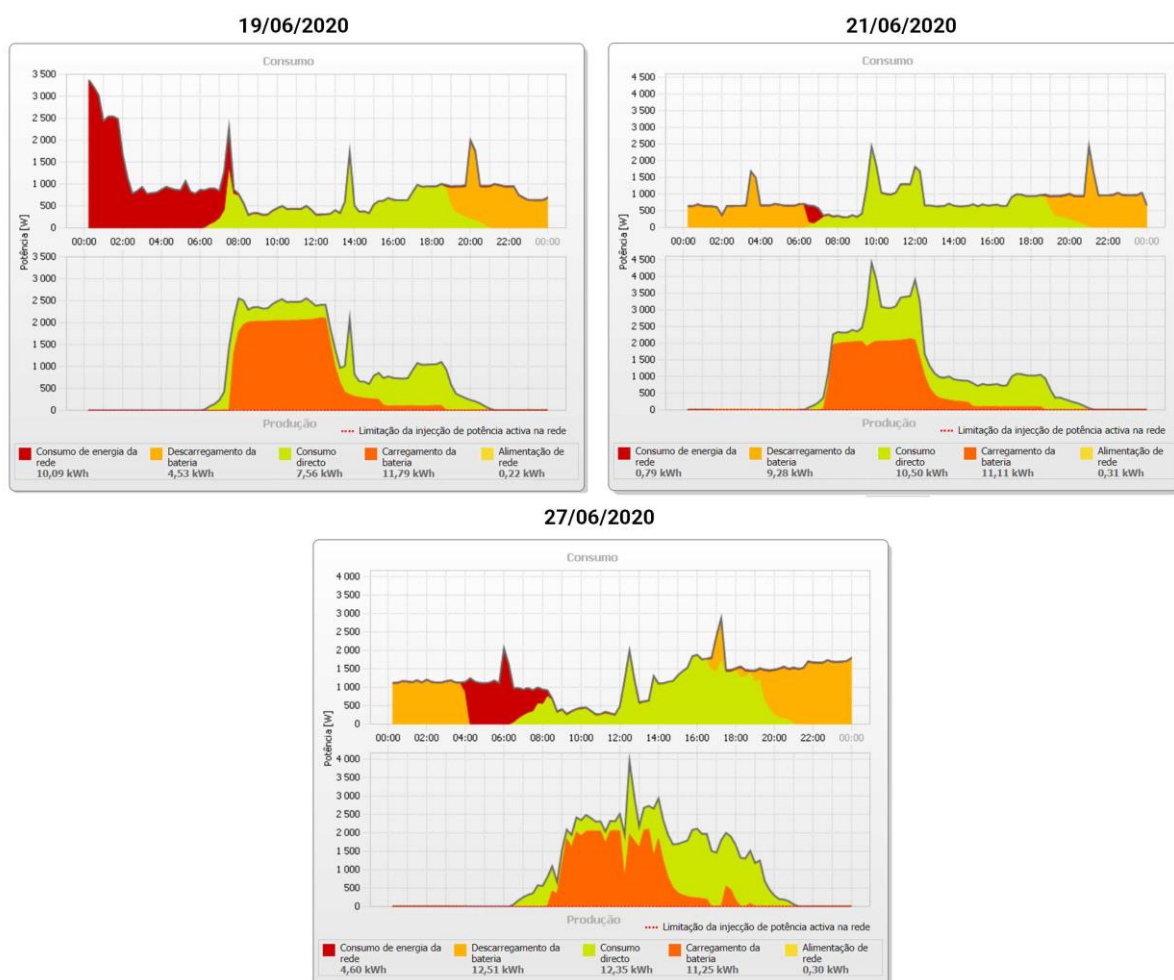 19/06/2020
Consumo
3 500
3 000
2 500
2 000
1 500
1 000
500
0
00:00 02:00 04:00 06:00 08:00 10:00 12:00 14:00 16:00 18:00 20:00 22:00 00:00
Potência [W]
3 500
3 000
2 500
2 000
1 500
1 000
500
0
Produção
Limitação da injecção de potência activa na rede
Consumo de energia da rede
10,09 kWh
Descarregamento da bateria
4,53 kWh
Consumo directo
7,56 kWh
Carregamento da bateria
11,79 kWh
Alimentação de rede
0,22 kWh
21/06/2020
Consumo
4 500
4 000
3 500
3 000
2 500
2 000
1 500
1 000
500
0
00:00 02:00 04:00 06:00 08:00 10:00 12:00 14:00 16:00 18:00 20:00 22:00 00:00
Potência [W]
4 500
4 000
3 500
3 000
2 500
2 000
1 500
1 000
500
0
Produção
Limitação da injecção de potência activa na rede
Consumo de energia da rede
0,79 kWh
Descarregamento da bateria
9,28 kWh
Consumo directo
10,50 kWh
Carregamento da bateria
11,11 kWh
Alimentação de rede
0,31 kWh
27/06/2020
Consumo
4 000
3 500
3 000
2 500
2 000
1 500
1 000
500
0
00:00 02:00 04:00 06:00 08:00 10:00 12:00 14:00 16:00 18:00 20:00 22:00 00:00
Potência [W]
4 000
3 500
3 000
2 500
2 000
1 500
1 000
500
0
Produção
Limitação da injecção de potência activa na rede
Consumo de energia da rede
4,60 kWh
Descarregamento da bateria
12,51 kWh
Consumo directo
12,35 kWh
Carregamento da bateria
11,25 kWh
Alimentação de rede
0,30 kWh